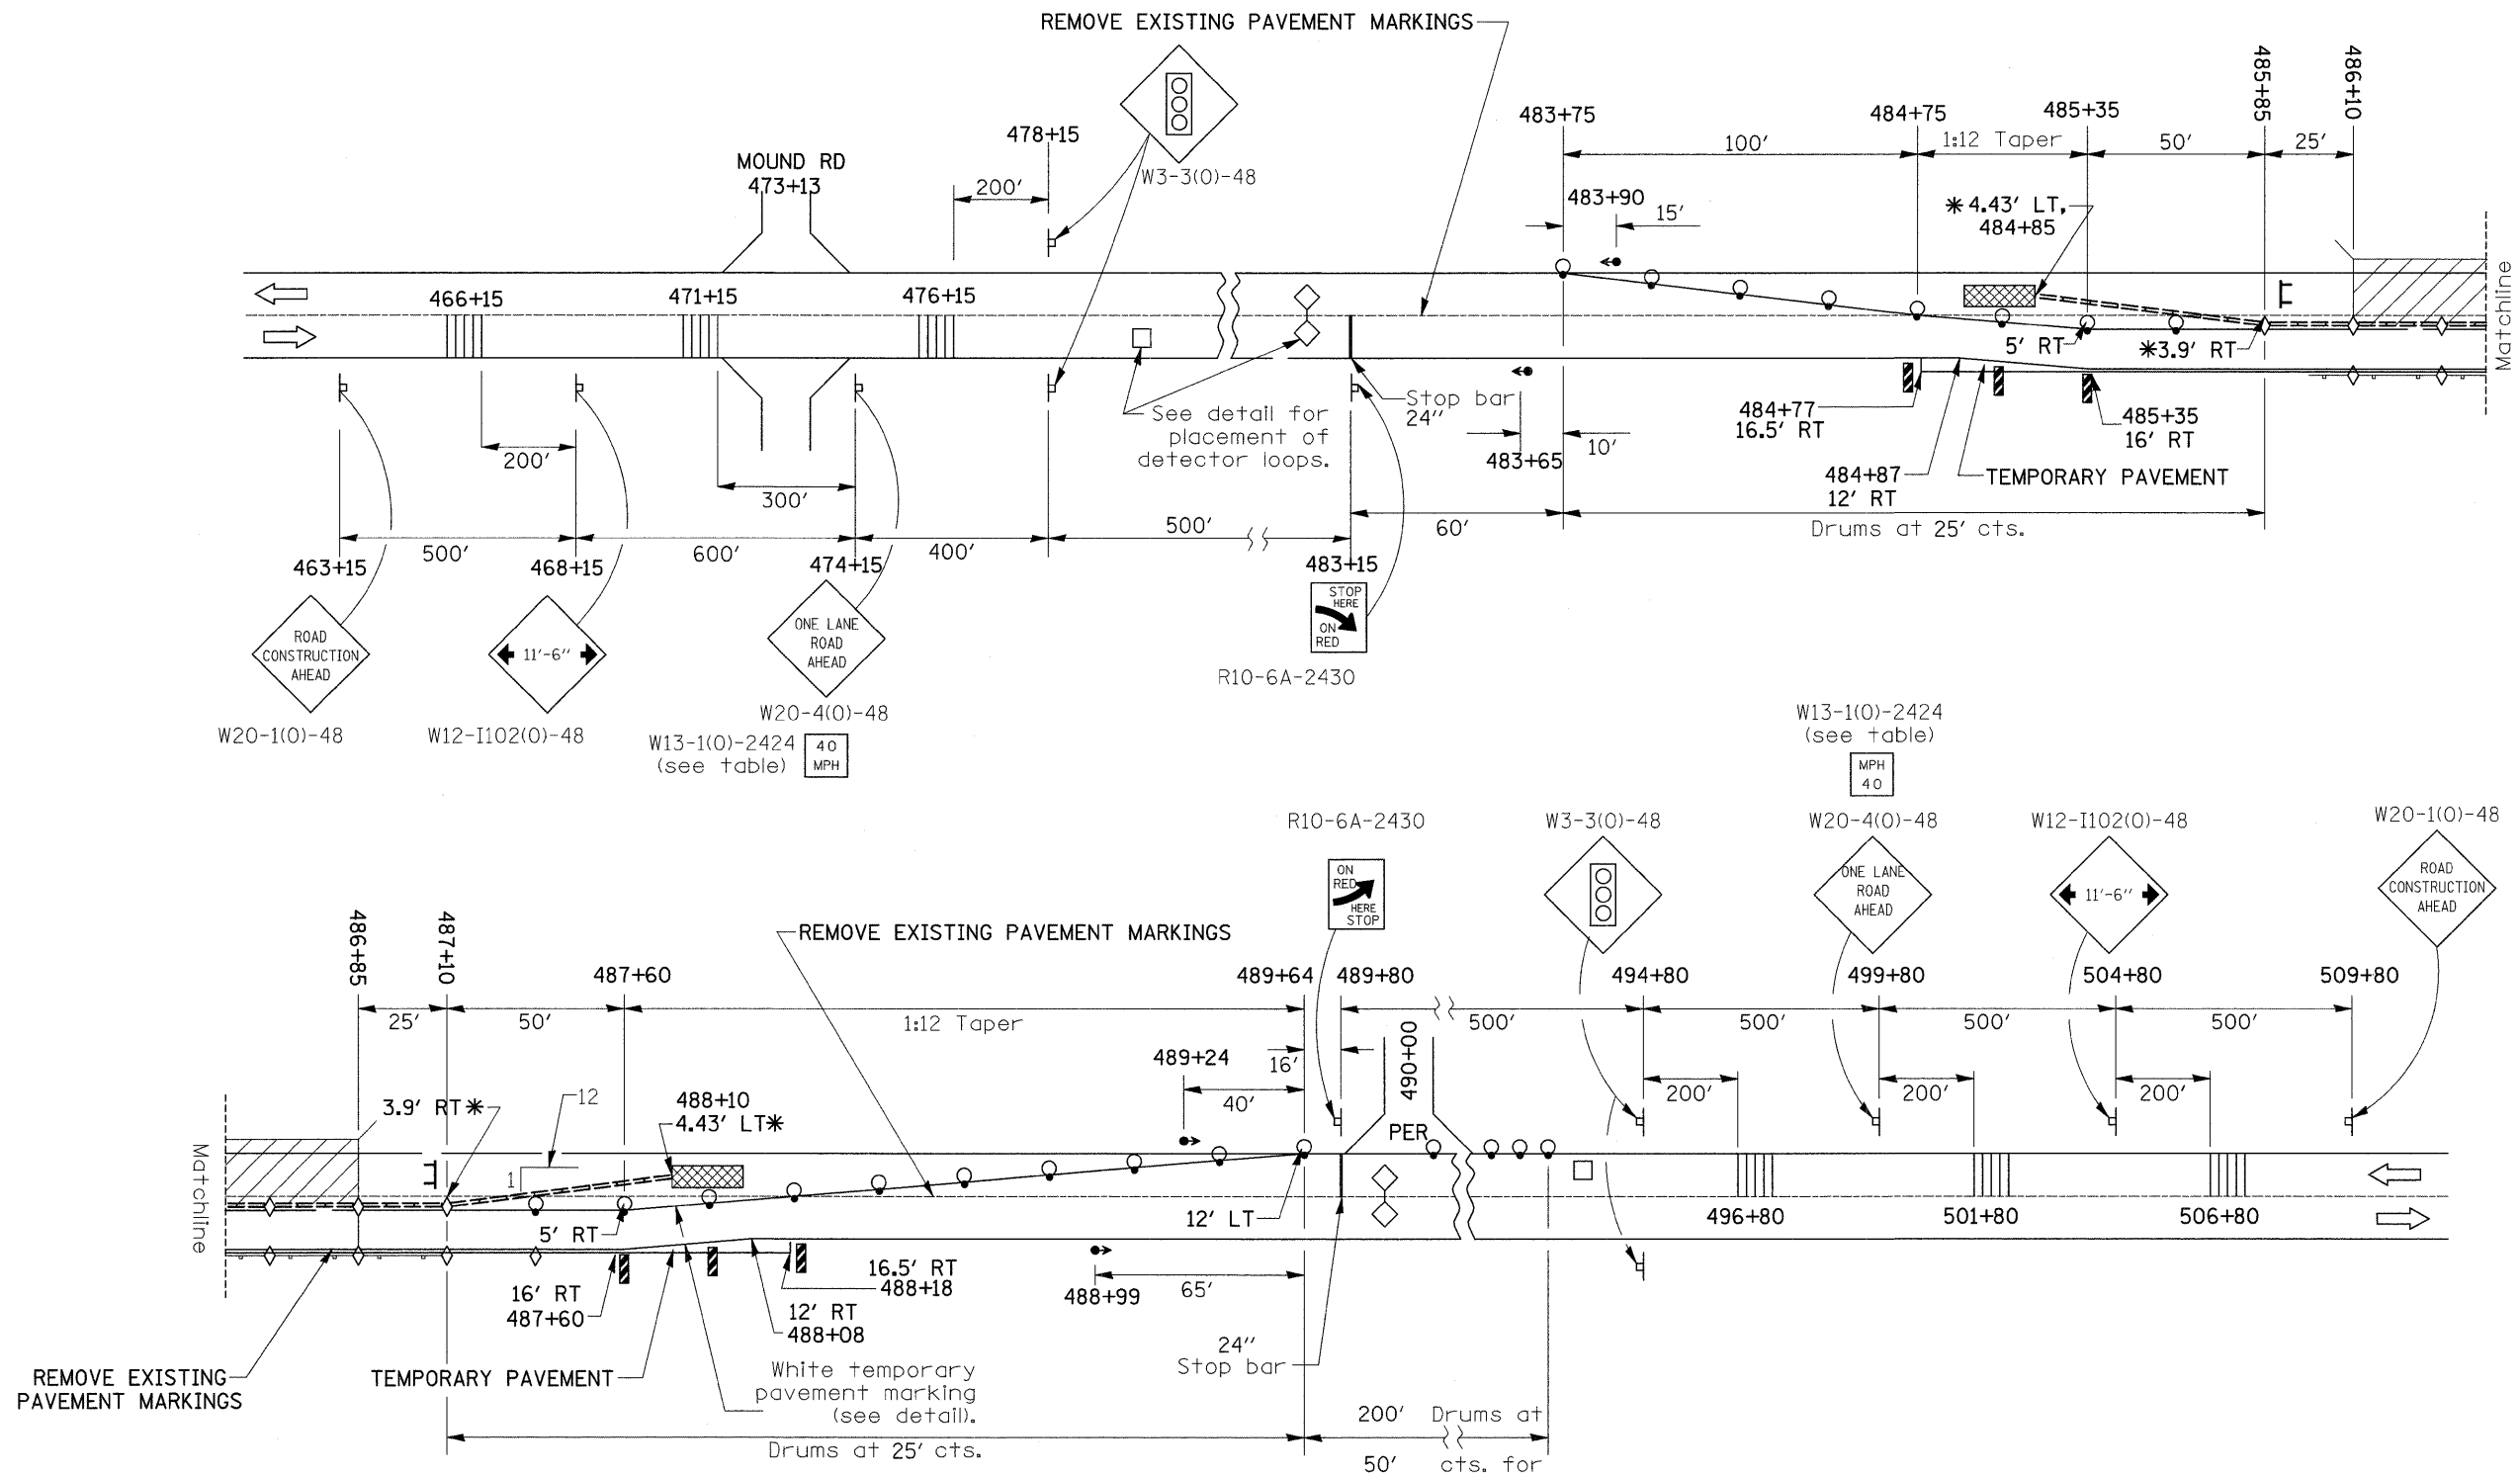 REMOVE EXISTING PAVEMENT MARKINGS
W3-3(O)-48
478+15
MOUND RD
473+13
200'
483+75
484+75
485+35
485+85
486+10
100'
1:12 Taper
50'
25'
483+90
15'
✳4.43' LT,
484+85
466+15
471+15
476+15
5' RT
✳3.9' RT
Matchline
Stop bar
24"
See detail for
placement of
detector loops.
484+77
16.5' RT
485+35
16' RT
10'
483+65
484+87
12' RT
TEMPORARY PAVEMENT
200'
300'
500'
60'
Drums at 25' cts.
500'
600'
400'
463+15
468+15
474+15
483+15
ROAD
CONSTRUCTION
AHEAD
11'-6"
ONE LANE
ROAD
AHEAD
STOP
HERE
ON
RED
R10-6A-2430
W20-1(O)-48
W12-I102(O)-48
W20-4(O)-48
W13-1(O)-2424
(see table)
40
MPH
W13-1(O)-2424
(see table)
MPH
40
R10-6A-2430
W3-3(O)-48
W20-4(O)-48
W12-I102(O)-48
W20-1(O)-48
ON
RED
HERE
STOP
ONE LANE
ROAD
AHEAD
11'-6"
ROAD
CONSTRUCTION
AHEAD
REMOVE EXISTING PAVEMENT MARKINGS
486+85
487+10
487+60
489+64
489+80
494+80
499+80
504+80
509+80
25'
50'
1:12 Taper
500'
500'
500'
500'
489+24
16'
490+00
40'
200'
200'
200'
3.9' RT✳
12
488+10
4.43' LT✳
PER
Matchline
1
5' RT
12' LT
496+80
501+80
506+80
16' RT
487+60
16.5' RT
488+18
65'
488+99
12' RT
488+08
24"
Stop bar
REMOVE EXISTING
PAVEMENT MARKINGS
TEMPORARY PAVEMENT
White temporary
pavement marking
(see detail).
200' Drums at
Drums at 25' cts.
50' cts. for